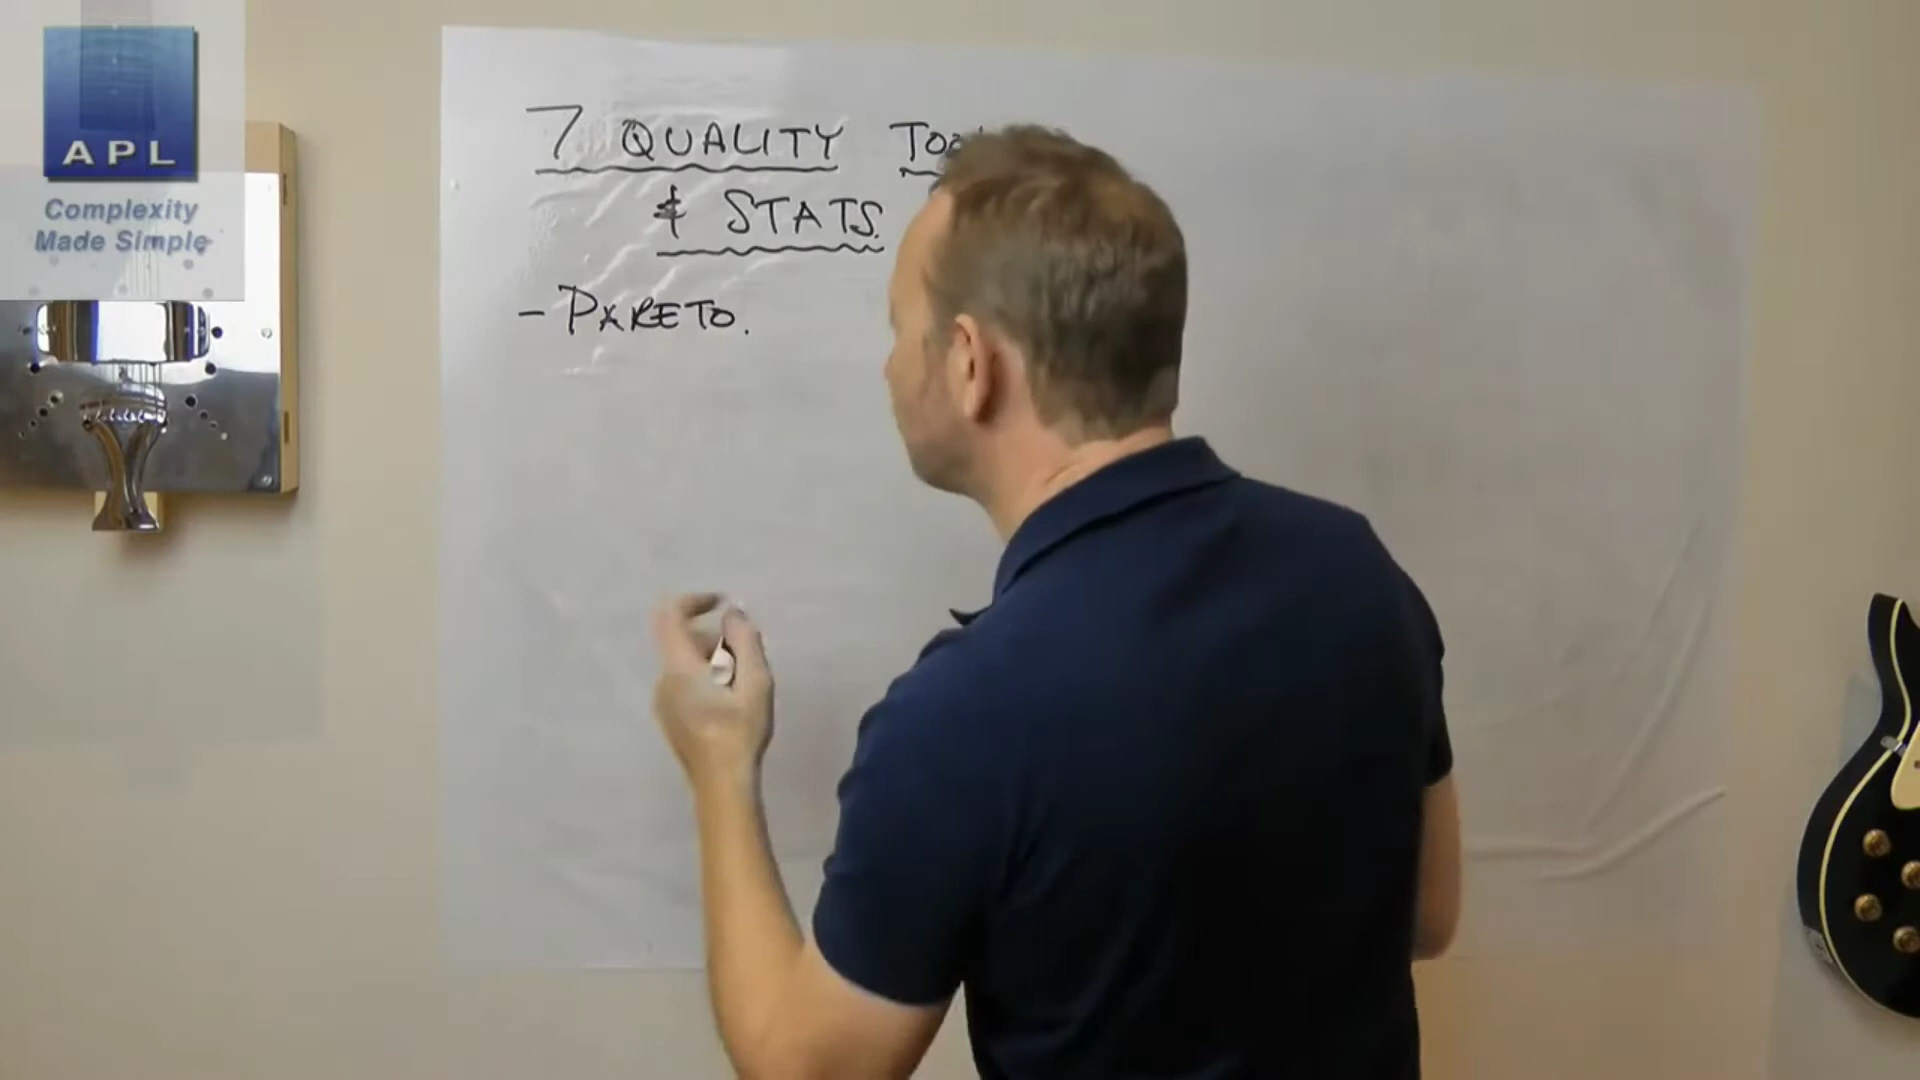 APL
Complexity
Made Simple
7 QUALITY
& STATS.
- PARETO.